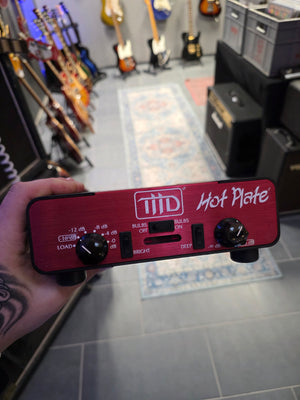 THD Hot Plate
BULBS OFF
BULBS ON
-12 dB
-8 dB
-4 dB
LOAD
BRIGHT
DEEP